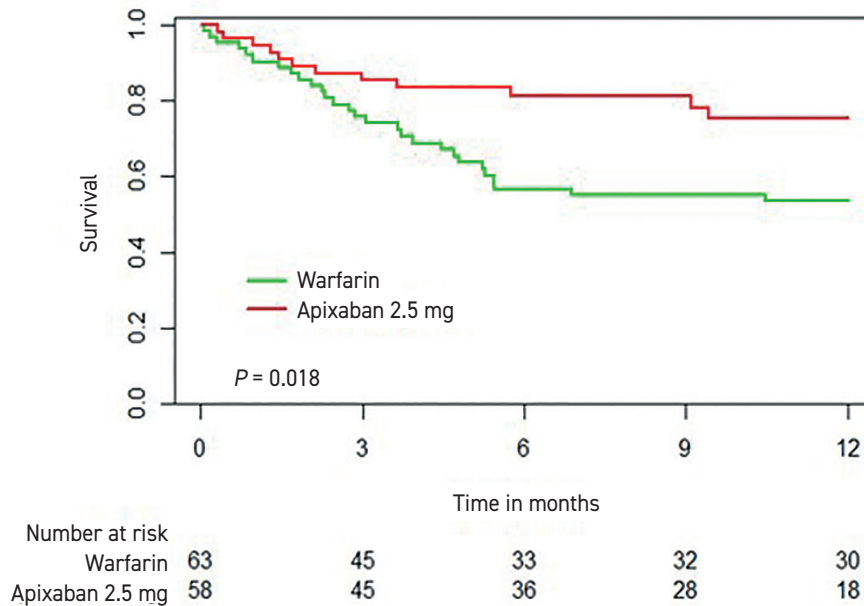 1.0
0.8
0.6
0.4
0.2
0.0
Survival
Warfarin
Apixaban 2.5 mg
P = 0.018
0 3 6 9 12
Time in months
Number at risk
Warfarin 63 45 33 32 30
Apixaban 2.5 mg 58 45 36 28 18